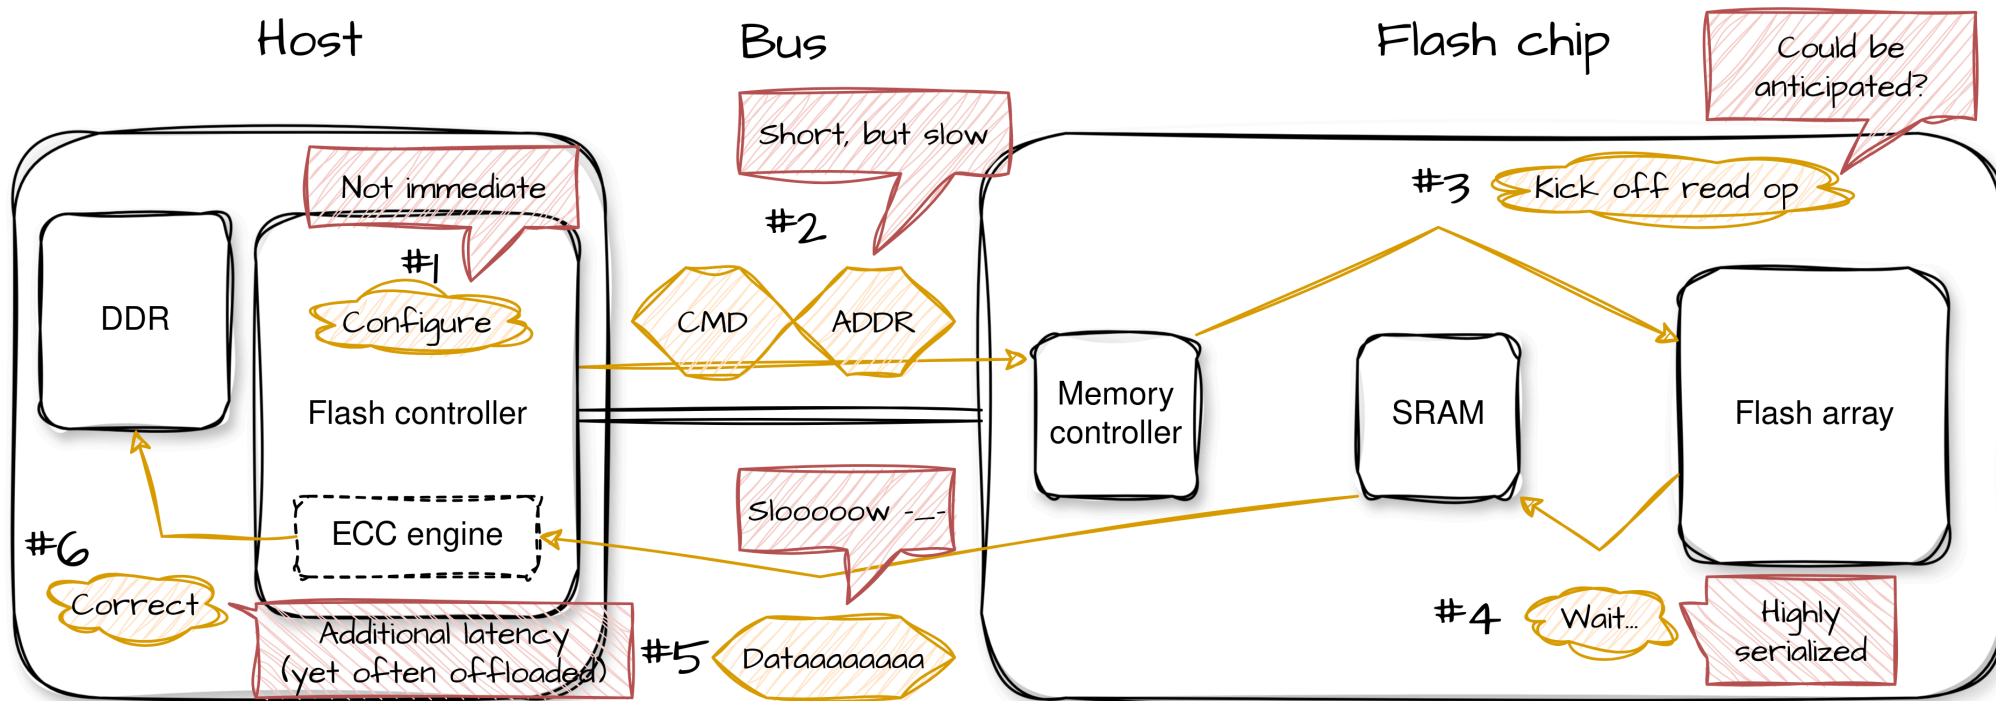 Host
Bus
Flash chip
Could be
anticipated?
Short, but slow
Not immediate
#3
Kick off read op
#2
#1
DDR
Configure
CMD
ADDR
Memory
controller
Flash controller
SRAM
Flash array
Slooooow -_-
ECC engine
#6
Correct
Additional latency
(yet often offloaded)
#5
Dataaaaaaaa
#4
Wait...
Highly
serialized